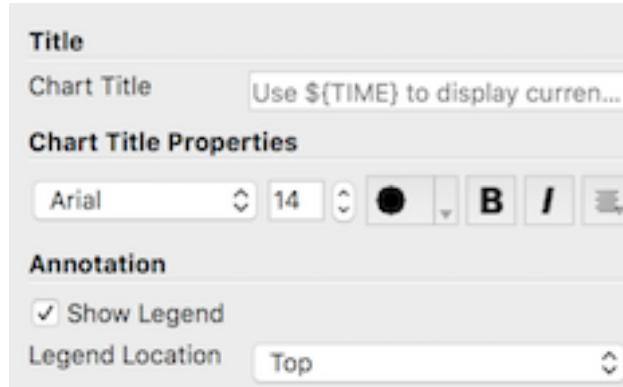 Title
Chart Title Use ${TIME} to display curren...
Chart Title Properties
Arial 14 B I
Annotation
Show Legend
Legend Location Top